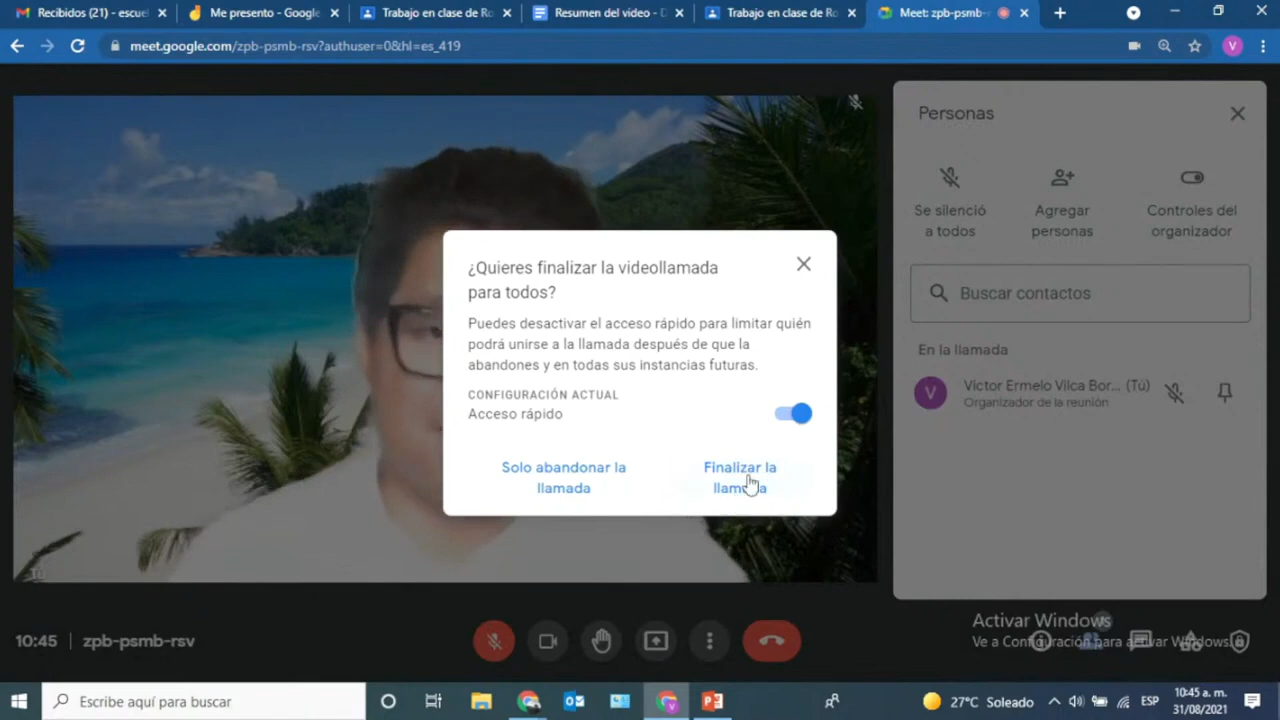 Recibidos (21) - escuel
Me presento - Google
Trabajo en clase de Ro
Resumen del video - D
Trabajo en clase de Ro
Meet: zpb-psmb-r
meet.google.com/zpb-psmb-rsv?authuser=0&hl=es_419
V
Personas
Se silenció
a todos
Agregar
personas
Controles del
organizador
Buscar contactos
En la llamada
V
Victor Ermelo Vilca Bor... (Tú)
Organizador de la reunión
¿Quieres finalizar la videollamada
para todos?
Puedes desactivar el acceso rápido para limitar quién
podrá unirse a la llamada después de que la
abandones y en todas sus instancias futuras.
CONFIGURACIÓN ACTUAL
Acceso rápido
Solo abandonar la
llamada
Finalizar la
llamada
Tú
10:45 | zpb-psmb-rsv
Activar Windows
Ve a Configuración para activar Windows.
Escribe aquí para buscar
27°C Soleado
ESP
10:45 a. m.
31/08/2021